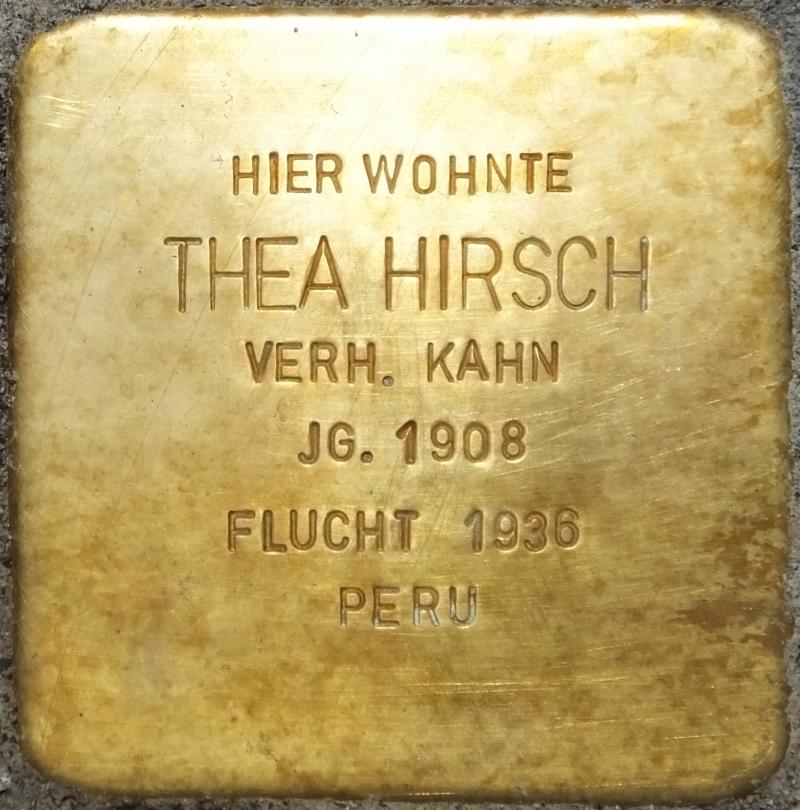 HIER WOHNTE
THEA HIRSCH
VERH. KAHN
JG. 1908
FLUCHT 1936
PERU